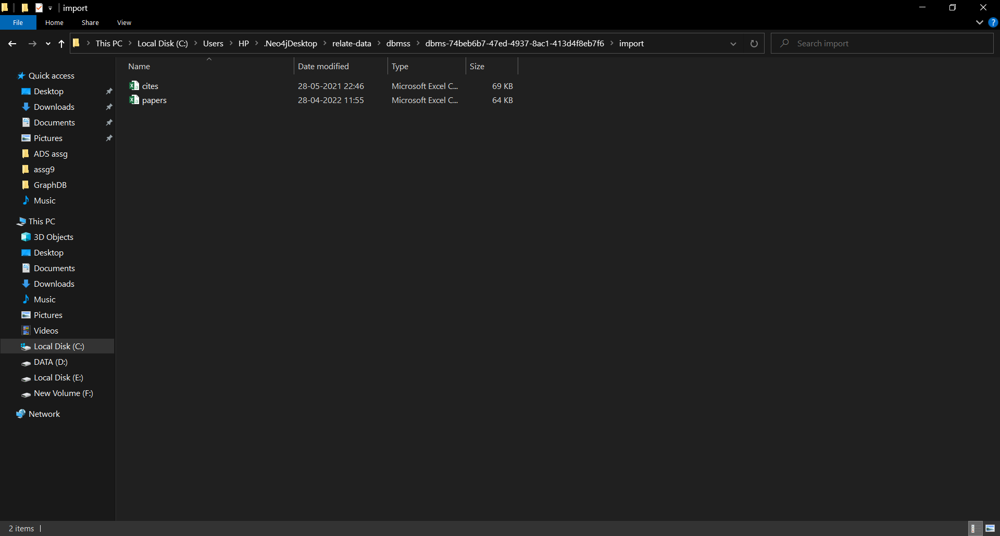 import
File Home Share View
This PC Local Disk (C:) Users HP .Neo4jDesktop relate-data dbmss dbms-74beb6b7-47ed-4937-8ac1-413d4f8eb7f6 import
Search import
Name Date modified Type Size
cites 28-05-2021 22:46 Microsoft Excel C... 69 KB
papers 28-04-2022 11:55 Microsoft Excel C... 64 KB
Quick access
Desktop
Downloads
Documents
Pictures
ADS assg
assg9
GraphDB
Music
This PC
3D Objects
Desktop
Documents
Downloads
Music
Pictures
Videos
Local Disk (C:)
DATA (D:)
Local Disk (E:)
New Volume (F:)
Network
2 items